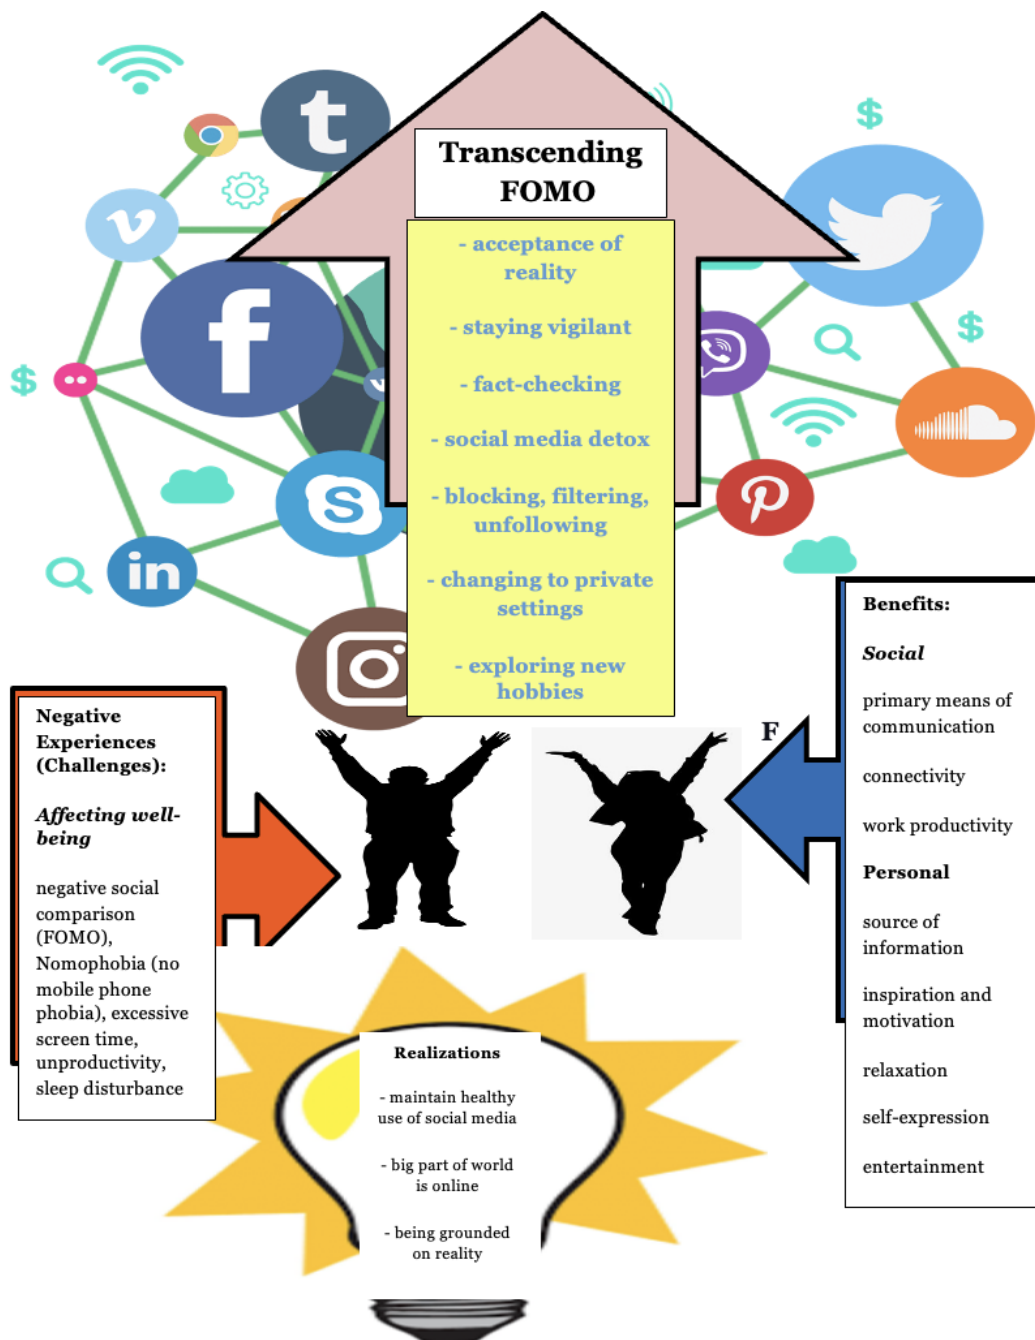 t
Transcending
FOMO
- acceptance of
reality
- staying vigilant
- fact-checking
- social media detox
- blocking, filtering,
unfollowing
- changing to private
settings
- exploring new
hobbies
$
v
f
$
$
S
in
F
Negative
Experiences
(Challenges):
Affecting well-
being
negative social
comparison
(FOMO),
Nomophobia (no
mobile phone
phobia), excessive
screen time,
unproductivity,
sleep disturbance
Benefits:
Social
primary means of
communication
connectivity
work productivity
Personal
source of
information
inspiration and
motivation
relaxation
self-expression
entertainment
Realizations
- maintain healthy
use of social media
- big part of world
is online
- being grounded
on reality